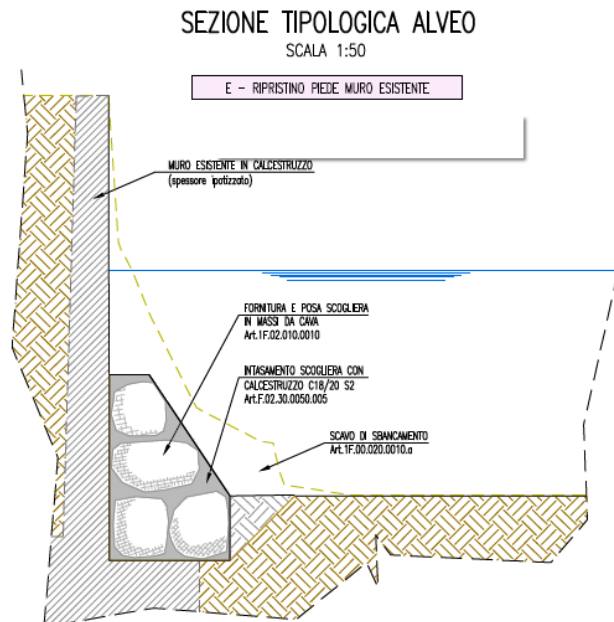 SEZIONE TIPOLOGICA ALVEO
SCALA 1:50
E - RIPRISTINO PIEDE MURO ESISTENTE
MURO ESISTENTE IN CALCESTRUZZO
(spessore ipotizzato)
FORNITURA E POSA SCOGLIERA
IN MASSI DA CAVA
Art.1F.02.010.0010
INTASAMENTO SCOGLIERA CON
CALCESTRUZZO C18/20 S2
Art.F.02.30.0050.005
SCAVO DI SBANCAMENTO
Art.1F.00.020.0010.a